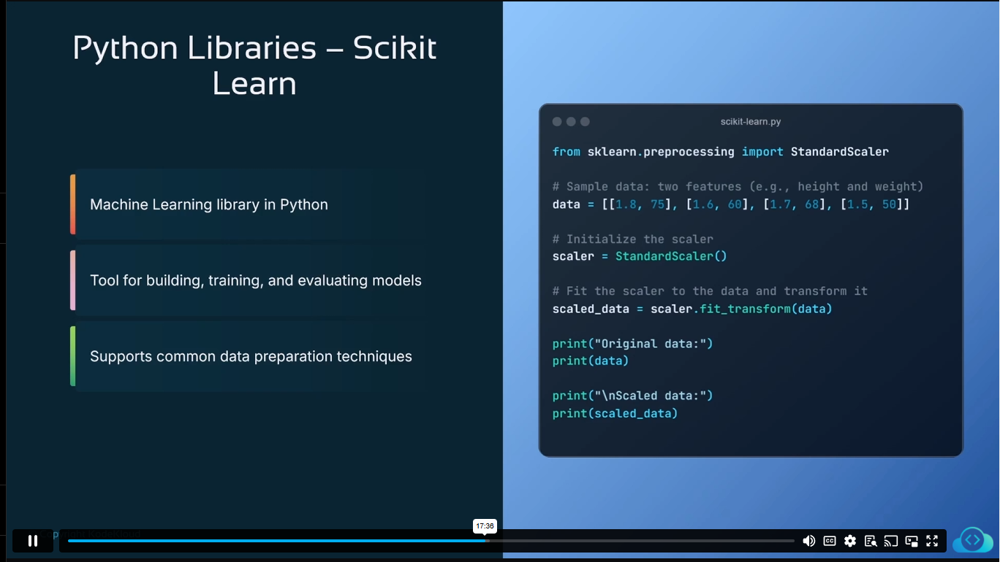 Python Libraries – Scikit
Learn
Machine Learning library in Python
Tool for building, training, and evaluating models
Supports common data preparation techniques
scikit-learn.py
from sklearn.preprocessing import StandardScaler
# Sample data: two features (e.g., height and weight)
data = [[1.8, 75], [1.6, 60], [1.7, 68], [1.5, 50]]
# Initialize the scaler
scaler = StandardScaler()
# Fit the scaler to the data and transform it
scaled_data = scaler.fit_transform(data)
print("Original data:")
print(data)
print("\nScaled data:")
print(scaled_data)
17:36
CC